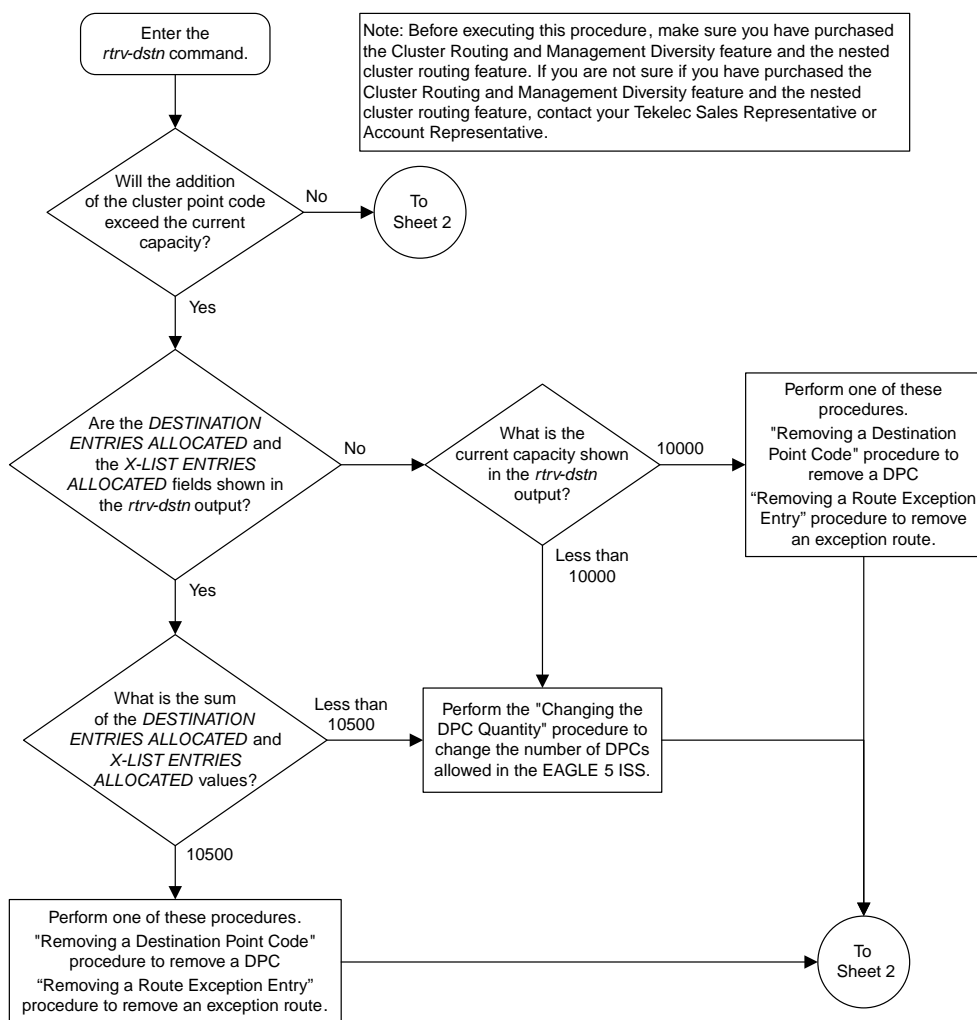 Enter the
rtrv-dstn
command.
Note: Before executing this procedure, make sure you have purchased
the Cluster Routing and Management Diversity feature and the nested
cluster routing feature. If you are not sure if you have purchased the
Cluster Routing and Management Diversity feature and the nested
cluster routing feature, contact your Tekelec Sales Representative or
Account Representative.
Will the addition
of the cluster point code
exceed the current
capacity?
No
To
Sheet 2
Yes
Are the DESTINATION
ENTRIES ALLOCATED and
the X-LIST ENTRIES
ALLOCATED fields shown in
the rtrv-dstn output?
No
What is the
current capacity shown
in the rtrv-dstn
output?
10000
Perform one of these
procedures.
"Removing a Destination
Point Code" procedure to
remove a DPC
“Removing a Route Exception
Entry” procedure to remove
an exception route.
Less than
10000
Yes
What is the sum
of the DESTINATION
ENTRIES ALLOCATED and
X-LIST ENTRIES
ALLOCATED values?
Less than
10500
Perform the "Changing the
DPC Quantity" procedure to
change the number of DPCs
allowed in the EAGLE 5 ISS.
10500
Perform one of these procedures.
"Removing a Destination Point Code"
procedure to remove a DPC
“Removing a Route Exception Entry”
procedure to remove an exception route.
To
Sheet 2